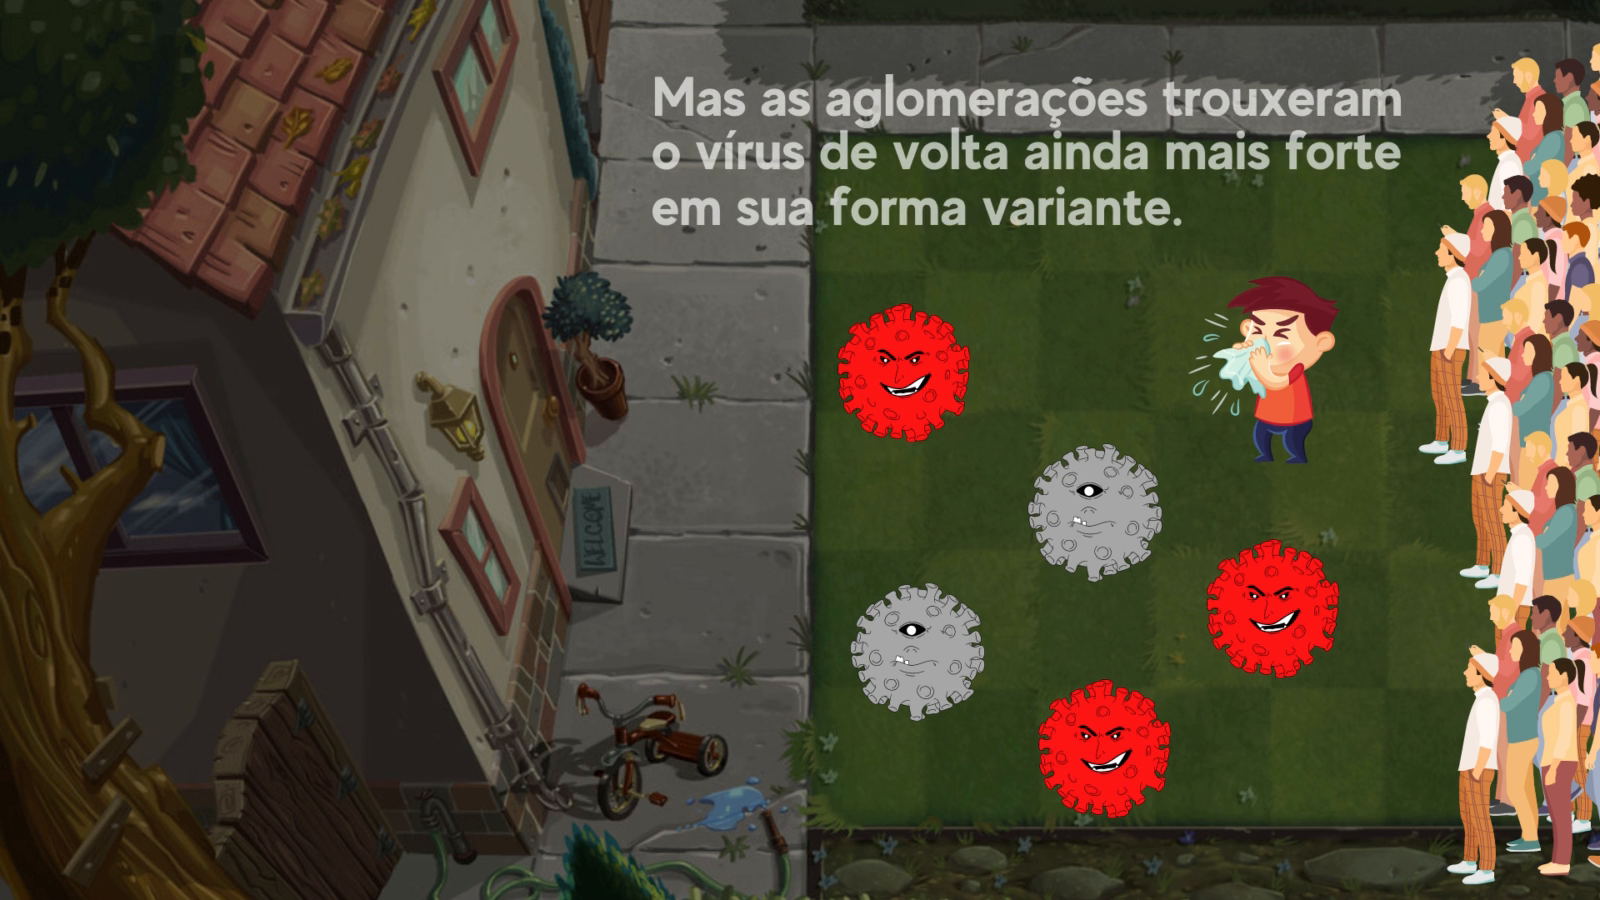 Mas as aglomerações trouxeram
o vírus de volta ainda mais forte
em sua forma variante.
WELCOME